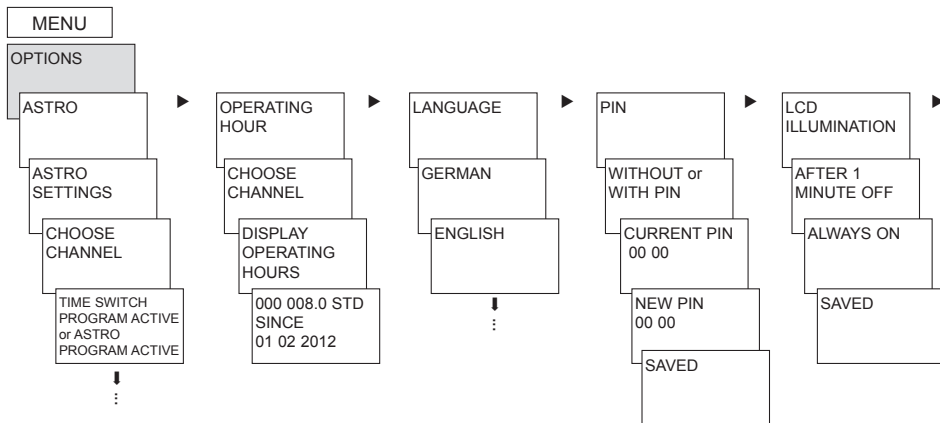 MENU
OPTIONS
ASTRO
ASTRO
SETTINGS
CHOOSE
CHANNEL
TIME SWITCH
PROGRAM ACTIVE
or ASTRO
PROGRAM ACTIVE
OPERATING
HOUR
CHOOSE
CHANNEL
DISPLAY
OPERATING
HOURS
000 008.0 STD
SINCE
01 02 2012
LANGUAGE
GERMAN
ENGLISH
PIN
WITHOUT or
WITH PIN
CURRENT PIN
00 00
NEW PIN
00 00
SAVED
LCD
ILLUMINATION
AFTER 1
MINUTE OFF
ALWAYS ON
SAVED